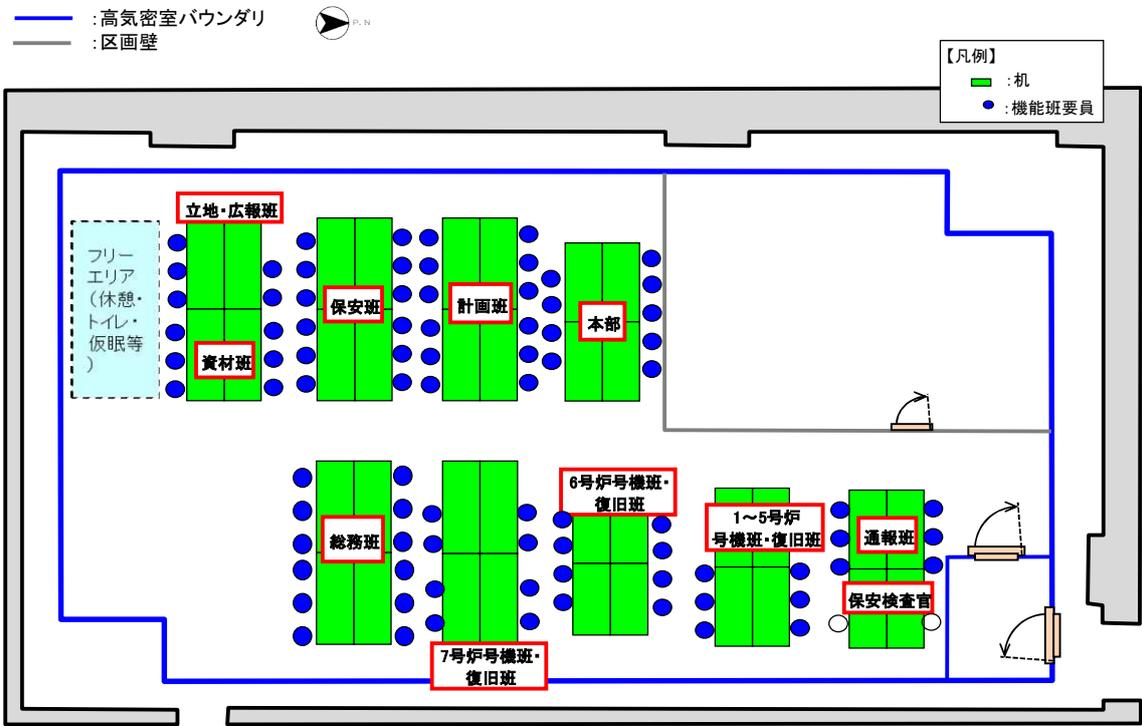 ：高気密室バウンダリ
P.N
：区画壁
【凡例】
：机
：機能班要員
立地・広報班
フリー
エリア
（休憩・
トイレ・
仮眠等
）
保安班
計画班
本部
資材班
6号炉号機班・
復旧班
1～5号炉
号機班・復旧班
総務班
通報班
保安検査官
7号炉号機班・
復旧班